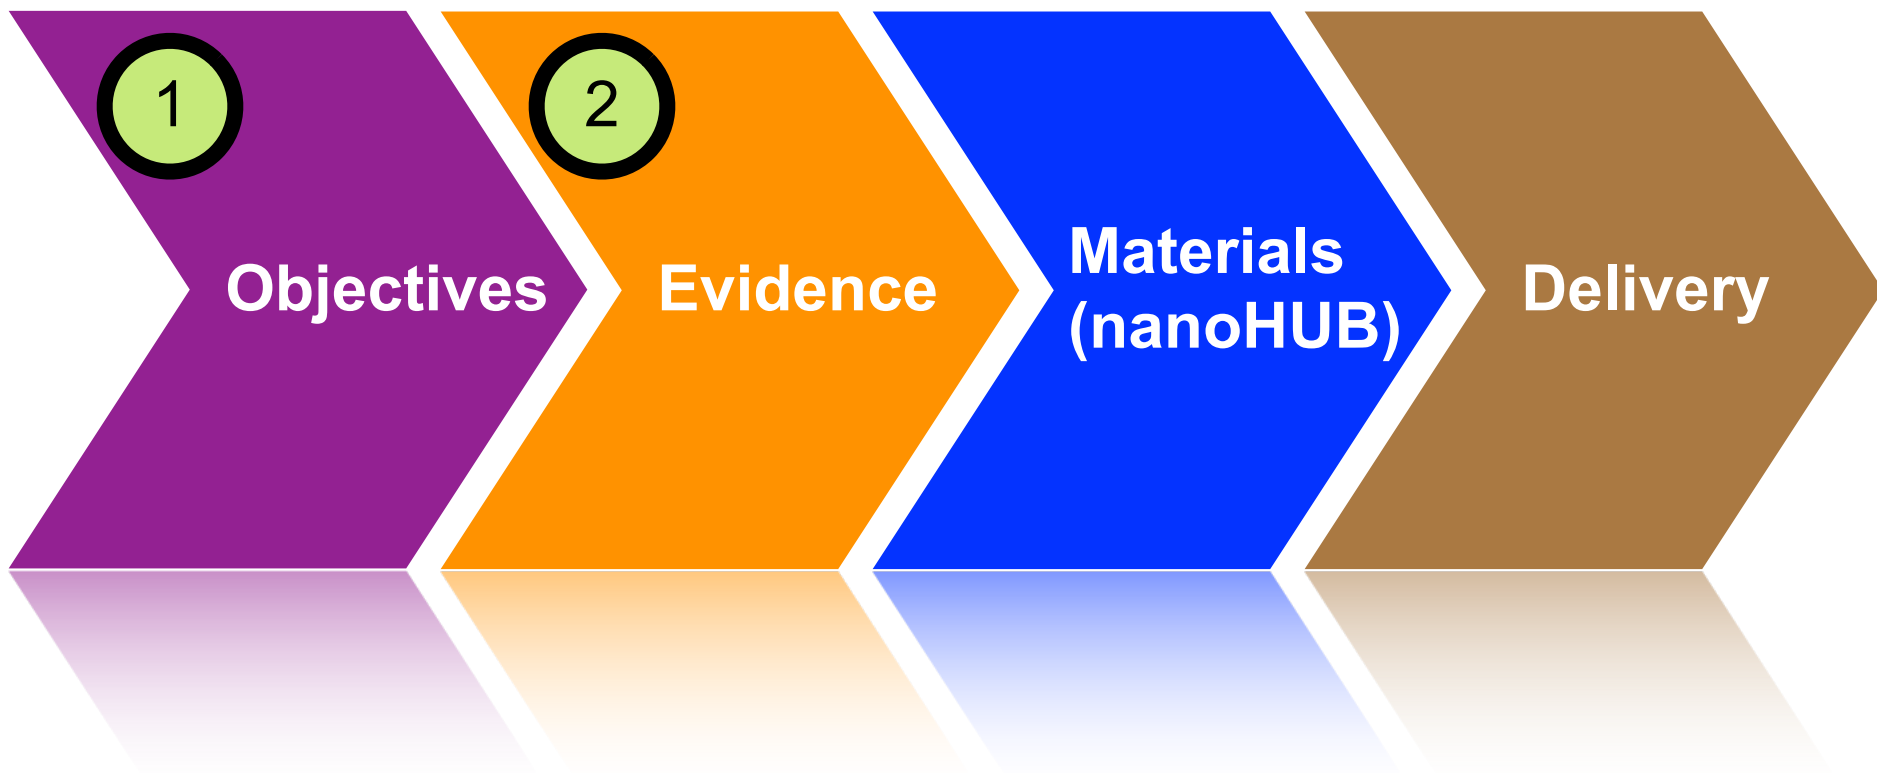 1
2
Objectives
Evidence
Materials
(nanoHUB)
Delivery